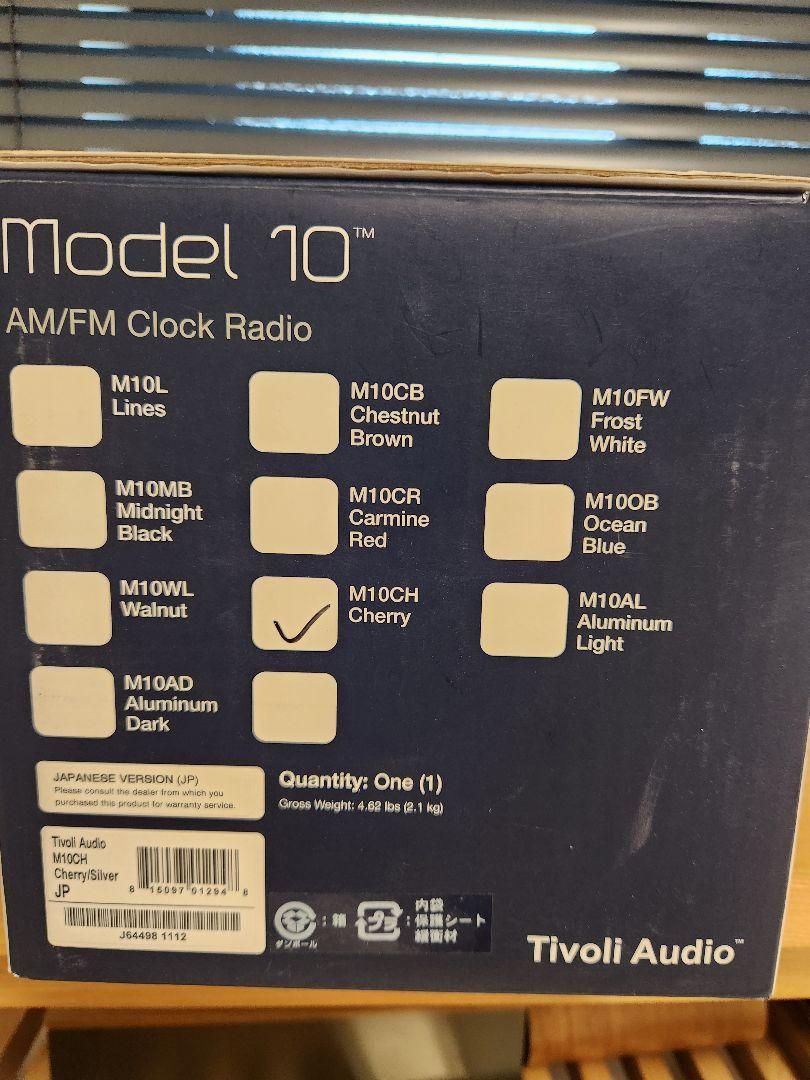 Model 10™
AM/FM Clock Radio
M10L
Lines
M10CB
Chestnut
Brown
M10FW
Frost
White
M10MB
Midnight
Black
M10CR
Carmine
Red
M10OB
Ocean
Blue
M10WL
Walnut
M10CH
Cherry
M10AL
Aluminum
Light
M10AD
Aluminum
Dark
JAPANESE VERSION (JP)
Please consult the dealer from which you
purchased this product for warranty service.
Quantity: One (1)
Gross Weight: 4.62 lbs (2.1 kg)
Tivoli Audio
M10CH
Cherry/Silver
JP
8 15097 01294 8
J64498 1112
ダンボール
:箱
プラ
:内袋
保護シート
緩衝材
Tivoli Audio™